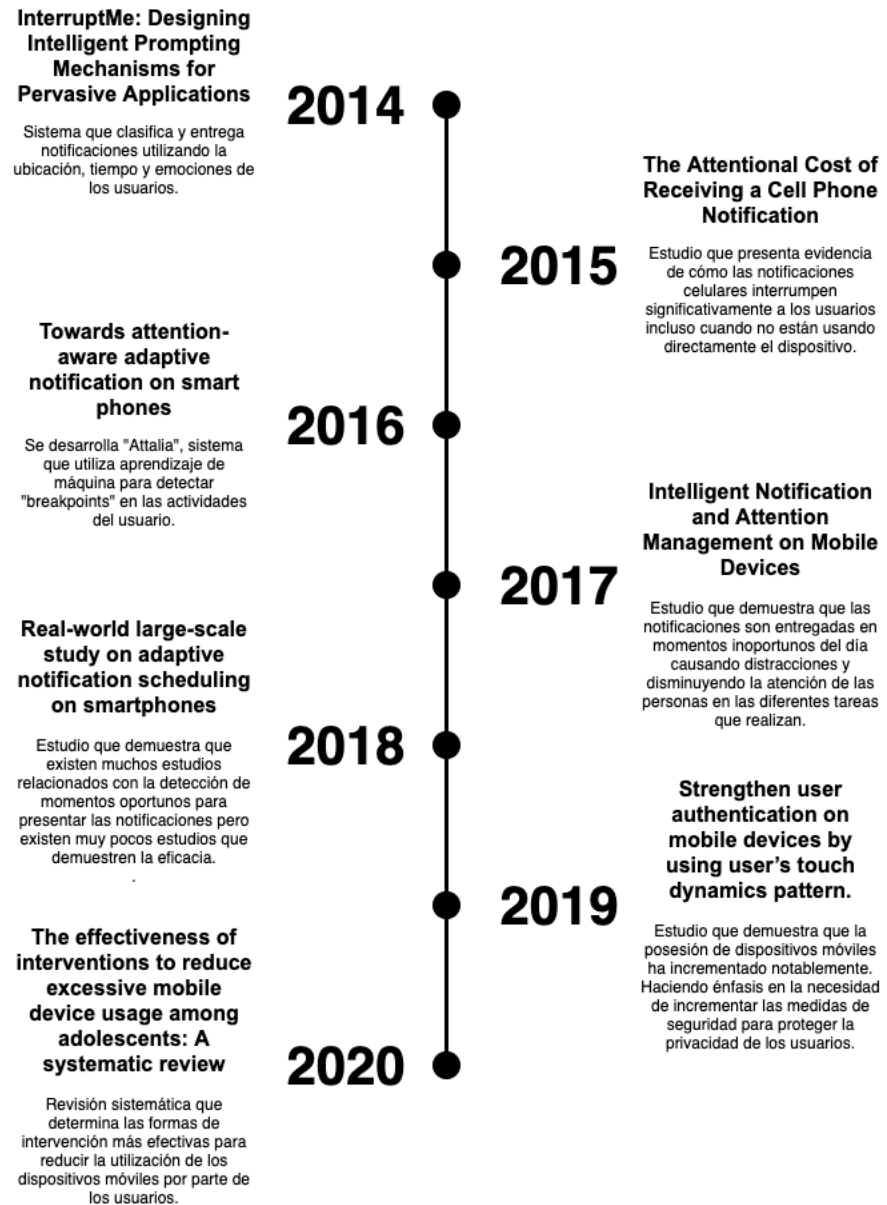 InterruptMe: Designing
Intelligent Prompting
Mechanisms for
Pervasive Applications
Sistema que clasifica y entrega
notificaciones utilizando la
ubicación, tiempo y emociones de
los usuarios.
2014
The Attentional Cost of
Receiving a Cell Phone
Notification
Estudio que presenta evidencia
de cómo las notificaciones
celulares interrumpen
significativamente a los usuarios
incluso cuando no están usando
directamente el dispositivo.
2015
Towards attention-
aware adaptive
notification on smart
phones
Se desarrolla "Attalia", sistema
que utiliza aprendizaje de
máquina para detectar
"breakpoints" en las actividades
del usuario.
2016
Intelligent Notification
and Attention
Management on Mobile
Devices
Estudio que demuestra que las
notificaciones son entregadas en
momentos inoportunos del día
causando distracciones y
disminuyendo la atención de las
personas en las diferentes tareas
que realizan.
2017
Real-world large-scale
study on adaptive
notification scheduling
on smartphones
Estudio que demuestra que
existen muchos estudios
relacionados con la detección de
momentos oportunos para
presentar las notificaciones pero
existen muy pocos estudios que
demuestren la eficacia.
.
2018
Strengthen user
authentication on
mobile devices by
using user’s touch
dynamics pattern.
Estudio que demuestra que la
posesión de dispositivos móviles
ha incrementado notablemente.
Haciendo énfasis en la necesidad
de incrementar las medidas de
seguridad para proteger la
privacidad de los usuarios.
2019
The effectiveness of
interventions to reduce
excessive mobile
device usage among
adolescents: A
systematic review
Revisión sistemática que
determina las formas de
intervención más efectivas para
reducir la utilización de los
dispositivos móviles por parte de
los usuarios.
2020